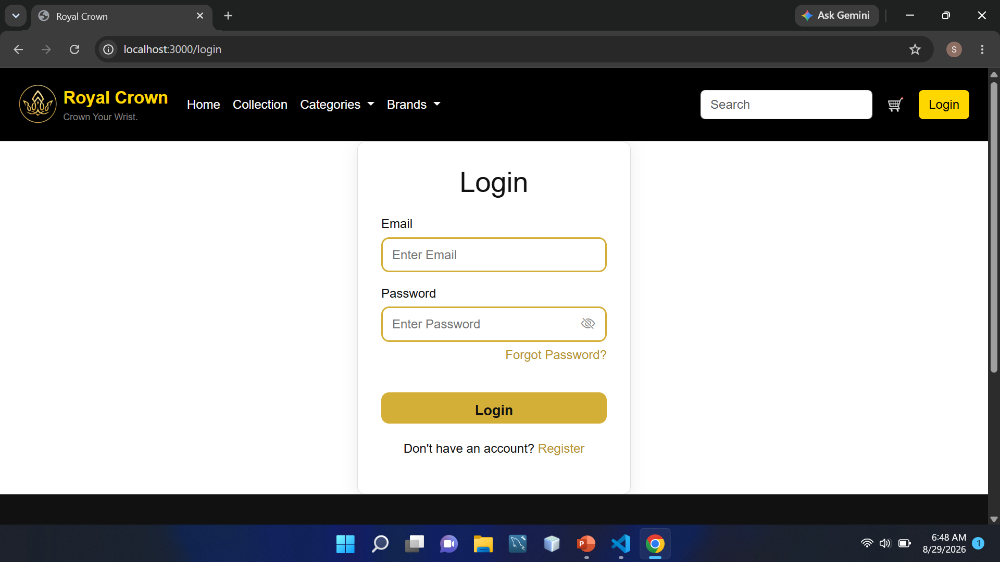 Royal Crown
Ask Gemini
localhost:3000/login
S
Royal Crown
Crown Your Wrist.
Home Collection Categories Brands
Search
Login
Login
Email
Enter Email
Password
Enter Password
Forgot Password?
Login
Don't have an account? Register
P
6:48 AM
8/29/2026
1